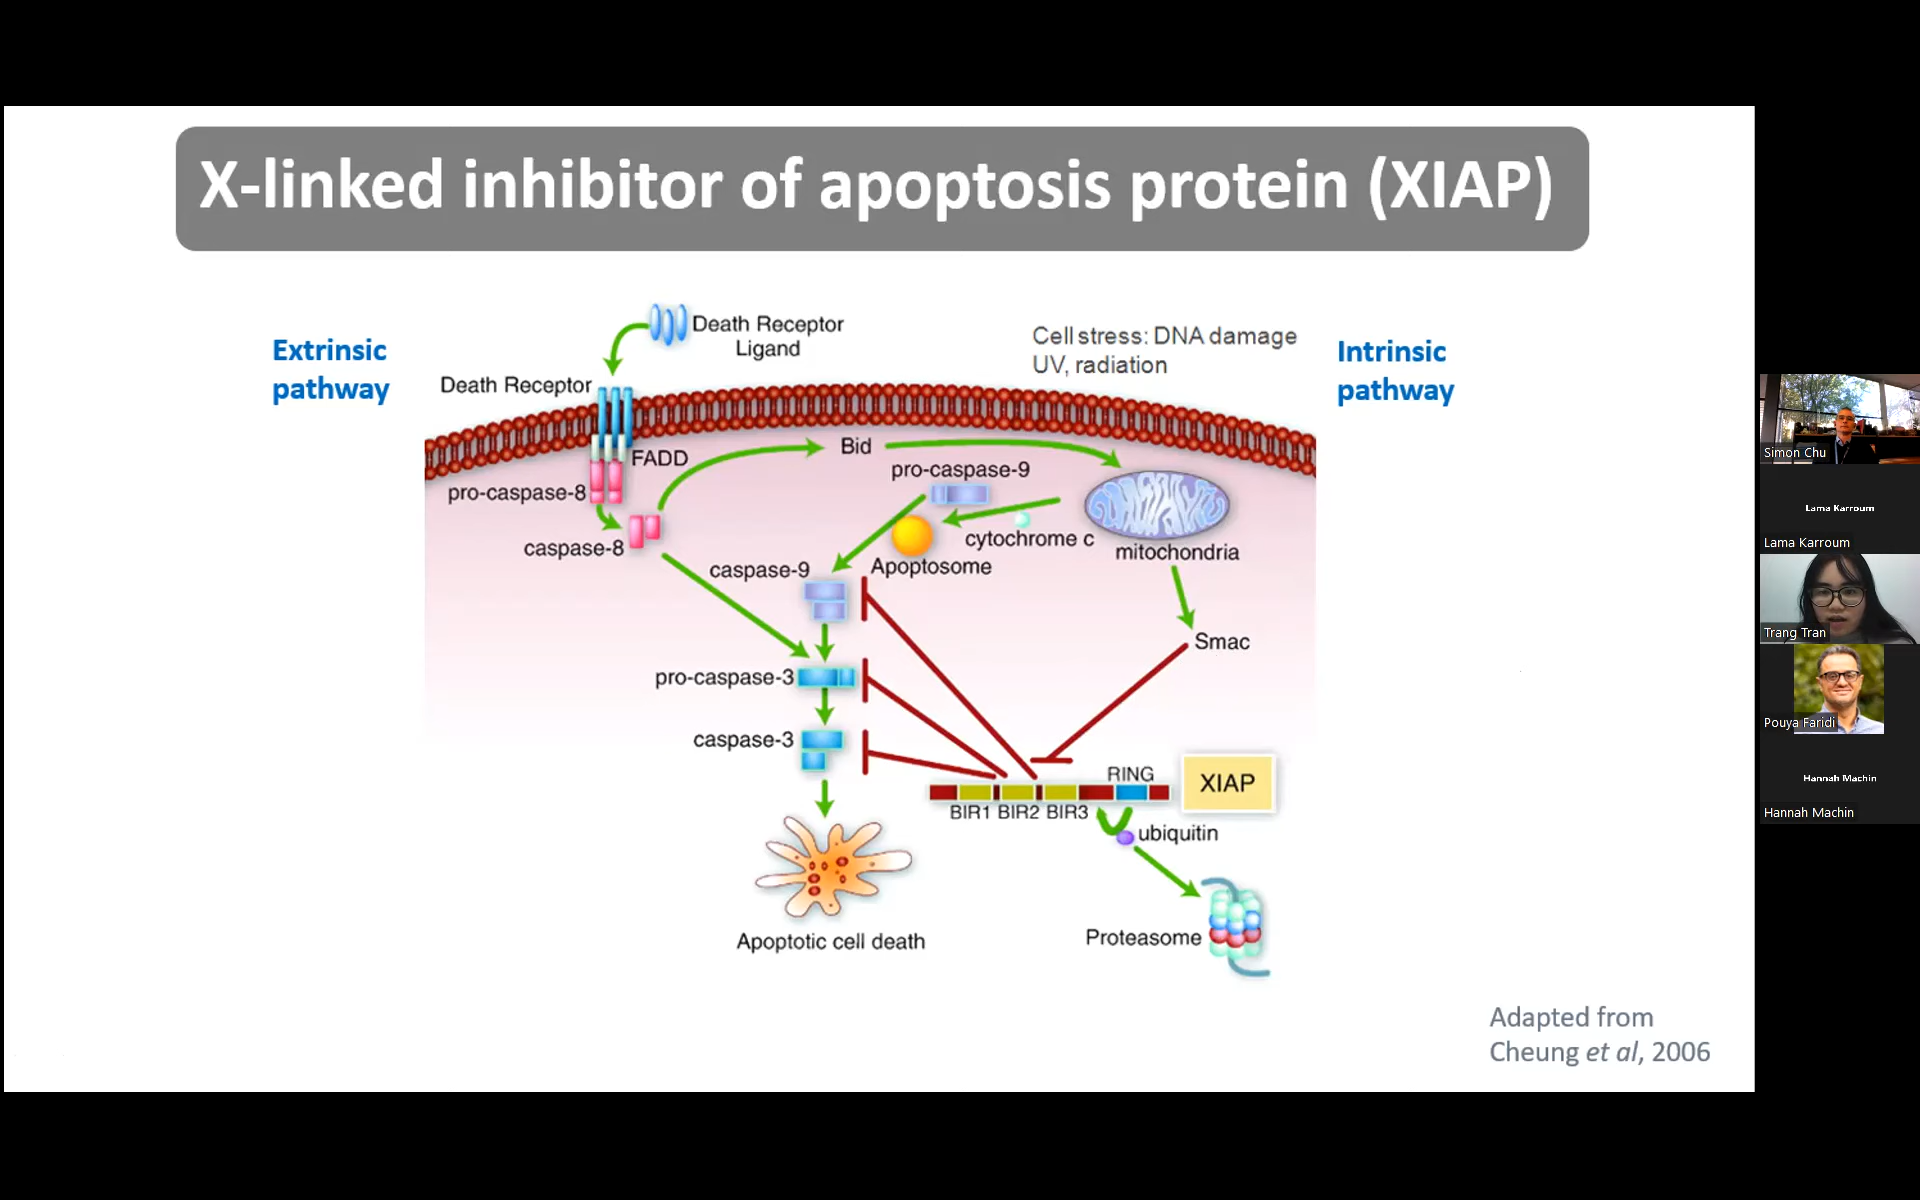 X-linked inhibitor of apoptosis protein (XIAP)
Extrinsic
pathway
Death Receptor
Ligand
Cell stress: DNA damage
UV, radiation
Intrinsic
pathway
Death Receptor
FADD
Bid
pro-caspase-9
pro-caspase-8
caspase-8
cytochrome c
mitochondria
caspase-9
Apoptosome
Smac
pro-caspase-3
caspase-3
RING
XIAP
BIR1 BIR2 BIR3
ubiquitin
Apoptotic cell death
Proteasome
Adapted from
Cheung et al, 2006
Simon Chu
Lama Karroum
Lama Karroum
Trang Tran
Pouya Faridi
Hannah Machin
Hannah Machin